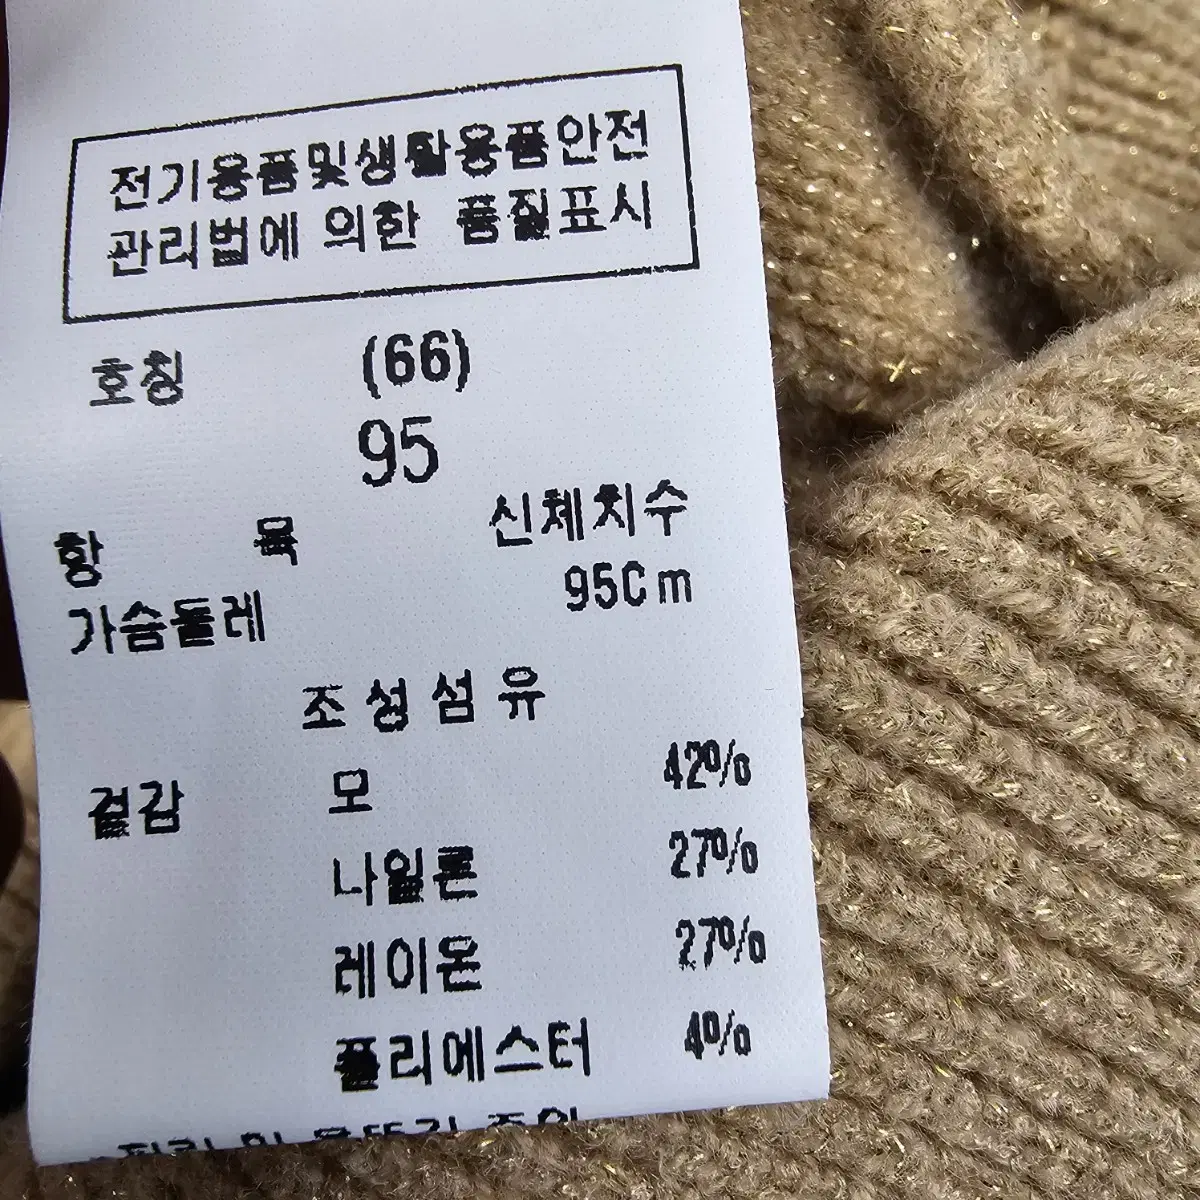 전기용품및생활용품안전
관리법에 의한 품질표시
호칭 (66)
95
항 목 신체치수
가슴둘레 95Cm
조성섬유
겉감 모 42%
나일론 27%
레이온 27%
폴리에스터 4%